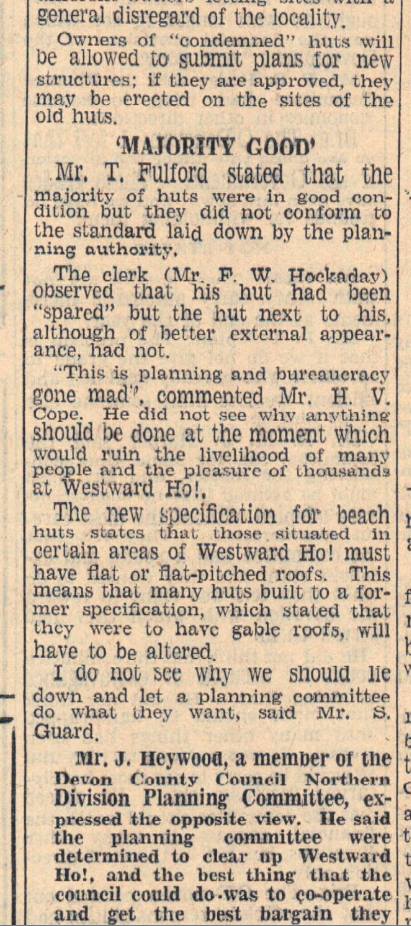 general disregard of the locality.
Owners of "condemned" huts will
be allowed to submit plans for new
structures; if they are approved, they
may be erected on the sites of the
old huts.
'MAJORITY GOOD'
Mr. T. Fulford stated that the
majority of huts were in good con-
dition but they did not conform to
the standard laid down by the plan-
ning authority.
The clerk (Mr. F. W. Hockaday)
observed that his hut had been
"spared" but the hut next to his,
although of better external appear-
ance, had not.
"This is planning and bureaucracy
gone mad", commented Mr. H. V.
Cope. He did not see why anything
should be done at the moment which
would ruin the livelihood of many
people and the pleasure of thousands
at Westward Ho!.
The new specification for beach
huts states that those situated in
certain areas of Westward Ho! must
have flat or flat-pitched roofs. This
means that many huts built to a for-
mer specification, which stated that
they were to have gable roofs, will
have to be altered.
I do not see why we should lie
down and let a planning committee
do what they want, said Mr. S.
Guard.
Mr. J. Heywood, a member of the
Devon County Council Northern
Division Planning Committee, ex-
pressed the opposite view. He said
the planning committee were
determined to clear up Westward
Ho!, and the best thing that the
council could do was to co-operate
and get the best bargain they